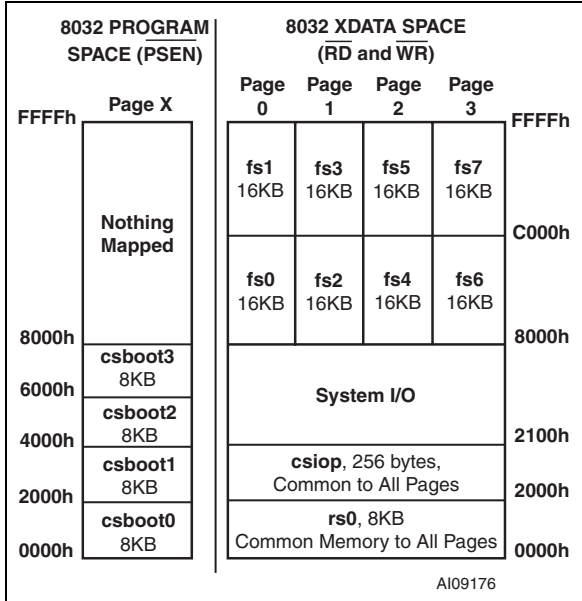 8032 PROGRAM
SPACE (PSEN)
8032 XDATA SPACE
(RD and WR)
Page X
Page 0
Page 1
Page 2
Page 3
FFFFh
FFFFh
Nothing
Mapped
fs1
16KB
fs3
16KB
fs5
16KB
fs7
16KB
C000h
fs0
16KB
fs2
16KB
fs4
16KB
fs6
16KB
8000h
8000h
csboot3
8KB
6000h
System I/O
csboot2
8KB
4000h
2100h
csboot1
8KB
csiop, 256 bytes,
Common to All Pages
2000h
2000h
csboot0
8KB
rs0, 8KB
Common Memory to All Pages
0000h
0000h
AI09176